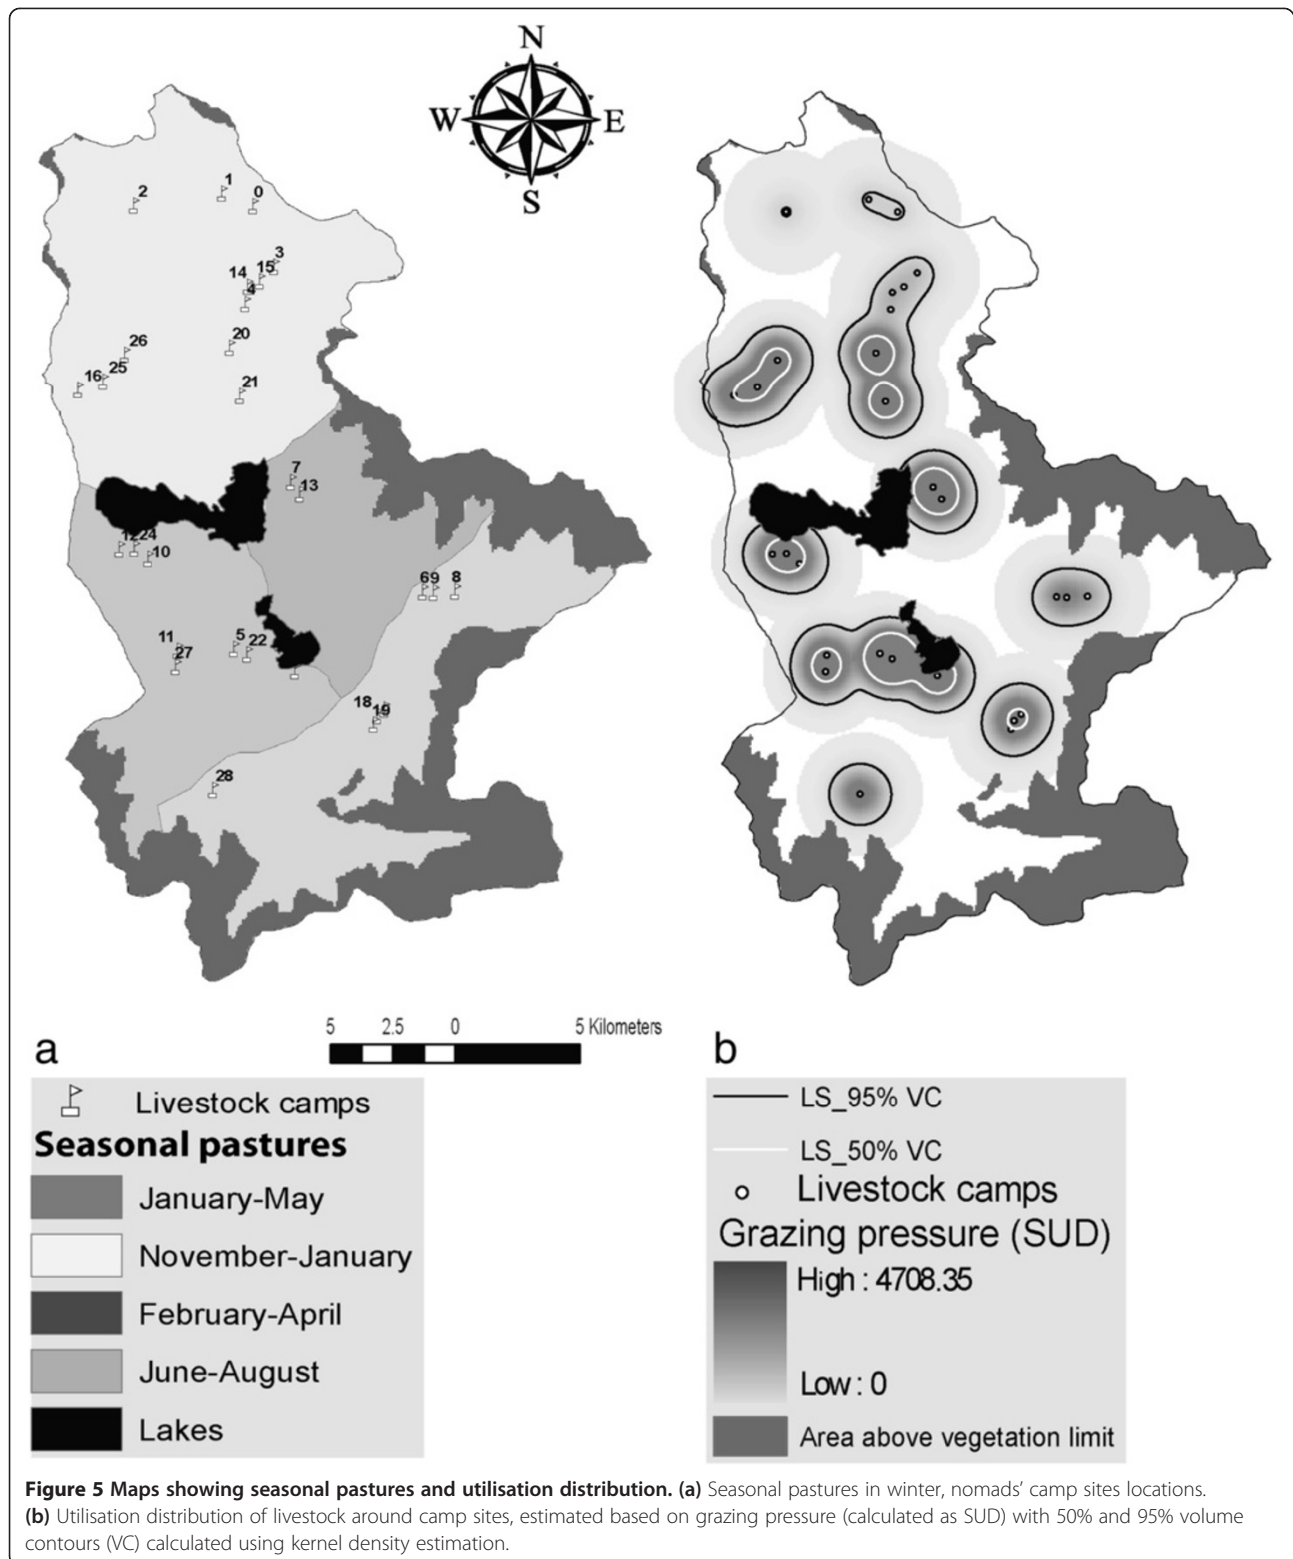 N
W E
S
2
1
0
3
14
15
4
20
26
25
16
21
7
13
12
24
10
6
9
8
11
27
5
22
18
19
28
5 2.5 0 5 Kilometers
a
Livestock camps
Seasonal pastures
January-May
November-January
February-April
June-August
Lakes
b
LS_95% VC
LS_50% VC
Livestock camps
Grazing pressure (SUD)
High : 4708.35
Low : 0
Area above vegetation limit
Figure 5 Maps showing seasonal pastures and utilisation distribution. (a) Seasonal pastures in winter, nomads' camp sites locations.
(b) Utilisation distribution of livestock around camp sites, estimated based on grazing pressure (calculated as SUD) with 50% and 95% volume
contours (VC) calculated using kernel density estimation.